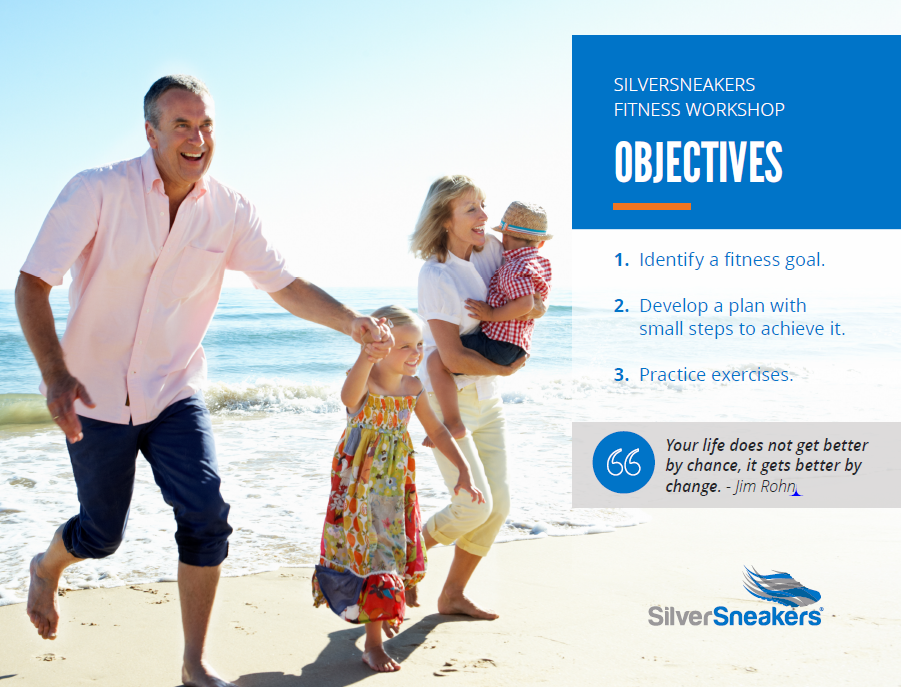 SILVERSNEAKERS
FITNESS WORKSHOP
OBJECTIVES
1. Identify a fitness goal.
2. Develop a plan with
small steps to achieve it.
3. Practice exercises.
Your life does not get better
by chance, it gets better by
change. - Jim Rohn
SilverSneakers®